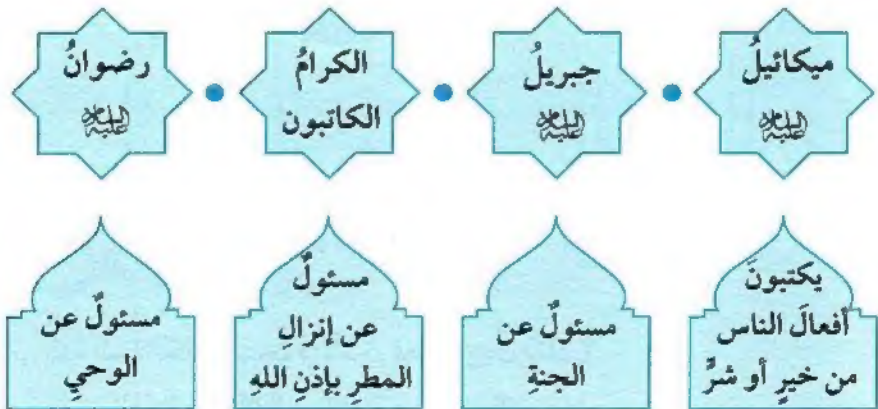 ميكائيلُ
عليه السلام
جبريلُ
عليه السلام
الكرامُ
الكاتبون
رضوانُ
عليه السلام
يكتبونَ
أفعالَ الناس
من خيرٍ أو شرٍّ
مسئولٌ عن
الجنةِ
مسئولٌ
عن إنزالِ
المطرِ بإذنِ اللهِ
مسئولٌ عن
الوحيِ